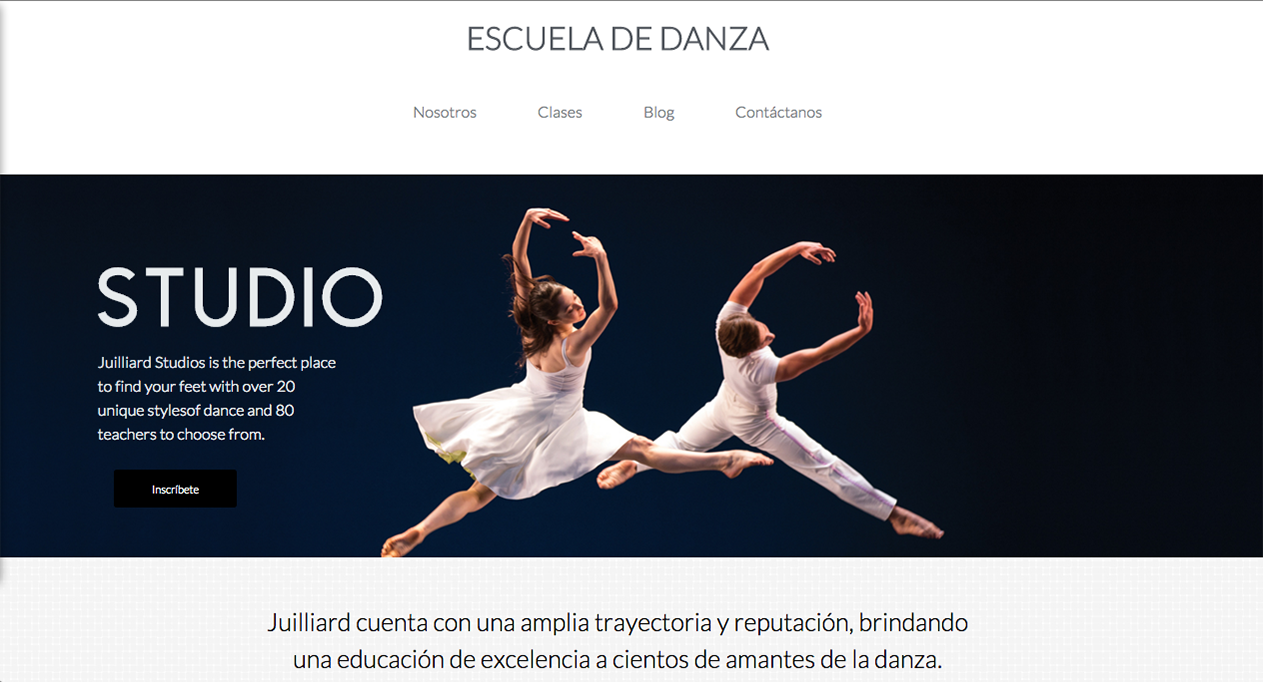 ESCUELA DE DANZA
Nosotros Clases Blog Contáctanos
STUDIO
Juilliard Studios is the perfect place
to find your feet with over 20
unique stylesof dance and 80
teachers to choose from.
Inscríbete
Juilliard cuenta con una amplia trayectoria y reputación, brindando
una educación de excelencia a cientos de amantes de la danza.